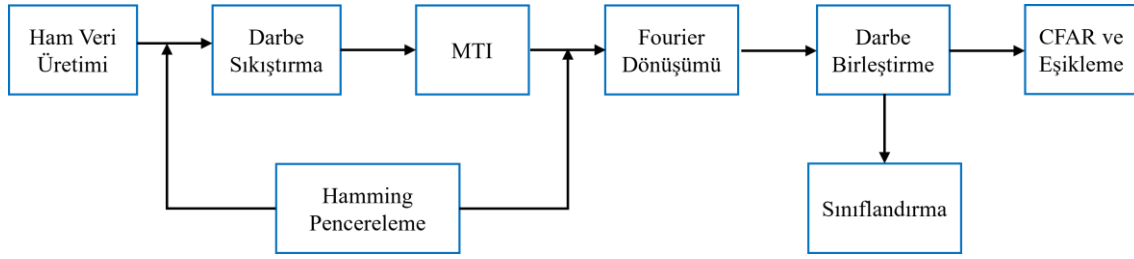 Ham Veri
Üretimi
Darbe
Sıkıştırma
MTI
Fourier
Dönüşümü
Darbe
Birleştirme
CFAR ve
Eşikleme
Hamming
Pencereleme
Sınıflandırma